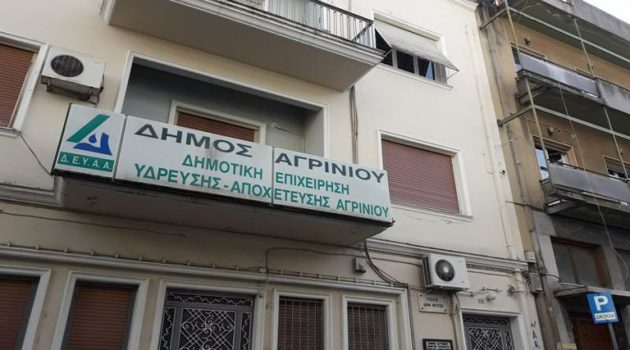 ΔΗΜΟΣ ΑΓΡΙΝΙΟΥ
ΔΗΜΟΤΙΚΗ ΕΠΙΧΕΙΡΗΣΗ
ΥΔΡΕΥΣΗΣ - ΑΠΟΧΕΤΕΥΣΗΣ ΑΓΡΙΝΙΟΥ
Δ.Ε.Υ.Α.Α.
P